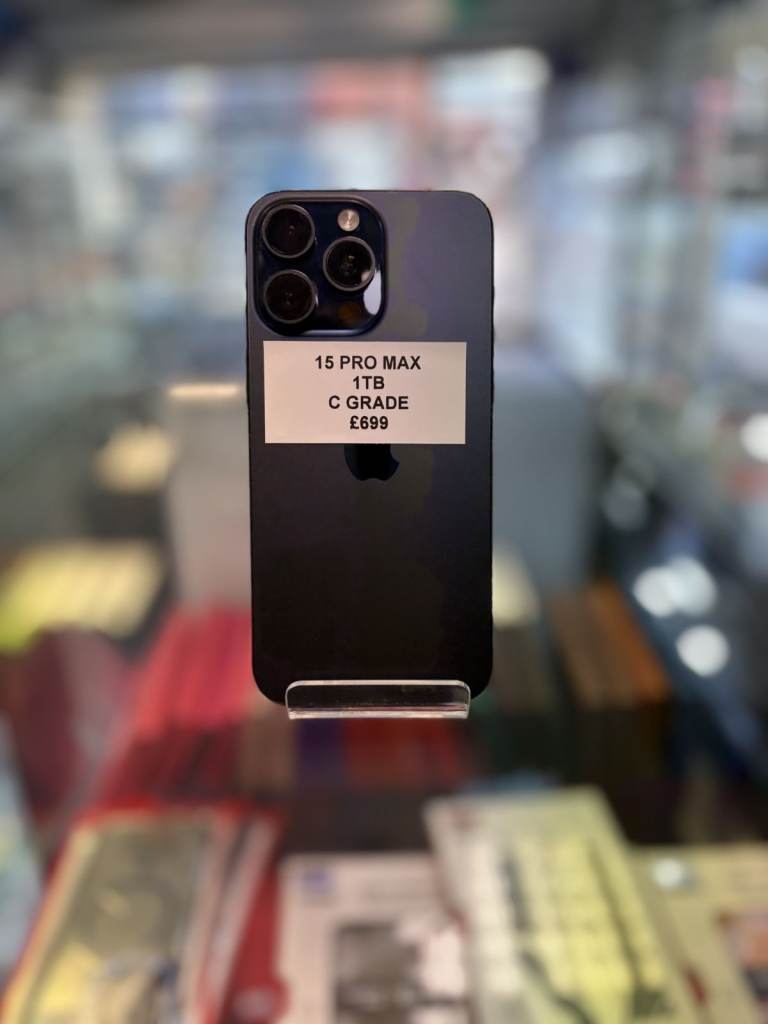 15 PRO MAX
1TB
C GRADE
£699